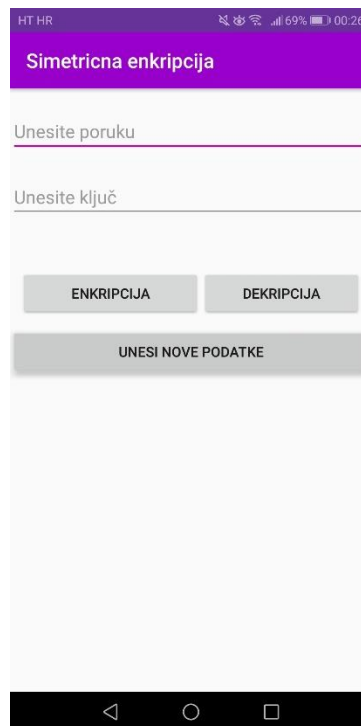 HT HR 69% 00:26
Simetricna enkripcija
Unesite poruku
Unesite ključ
ENKRIPCIJA DEKRIPCIJA
UNESI NOVE PODATKE